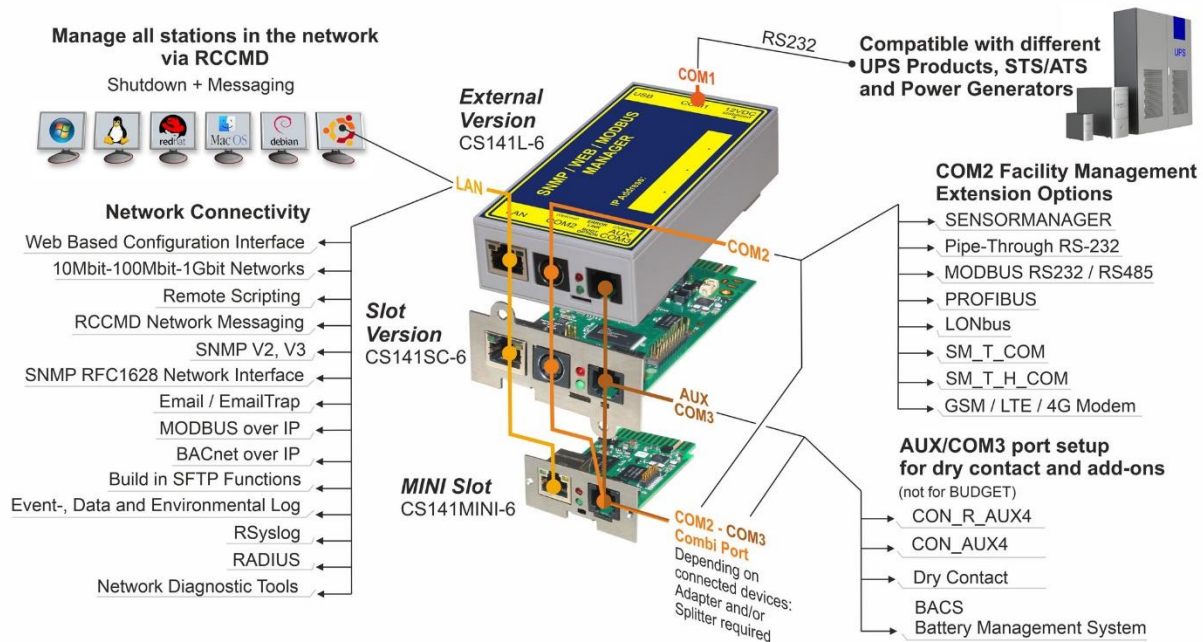 Manage all stations in the network
via RCCMD
Shutdown + Messaging
redhat
Mac OS
debian
RS232
COM1
Compatible with different
UPS Products, STS/ATS
and Power Generators
UPS
External
Version
CS141L-6
USB
COM1
12VDC
SNMP / WEB / MODBUS
MANAGER
IP Address:
LAN
COM2
AUX
COM3
LAN
COM2
Network Connectivity
Web Based Configuration Interface
10Mbit-100Mbit-1Gbit Networks
Remote Scripting
RCCMD Network Messaging
SNMP V2, V3
SNMP RFC1628 Network Interface
Email / EmailTrap
MODBUS over IP
BACnet over IP
Build in SFTP Functions
Event-, Data and Environmental Log
RSyslog
RADIUS
Network Diagnostic Tools
Slot
Version
CS141SC-6
AUX
COM3
MINI Slot
CS141MINI-6
COM2 - COM3
Combi Port
Depending on
connected devices:
Adapter and/or
Splitter required
COM2 Facility Management
Extension Options
SENSORMANAGER
Pipe-Through RS-232
MODBUS RS232 / RS485
PROFIBUS
LONbus
SM_T_COM
SM_T_H_COM
GSM / LTE / 4G Modem
AUX/COM3 port setup
for dry contact and add-ons
(not for BUDGET)
CON_R_AUX4
CON_AUX4
Dry Contact
BACS
Battery Management System